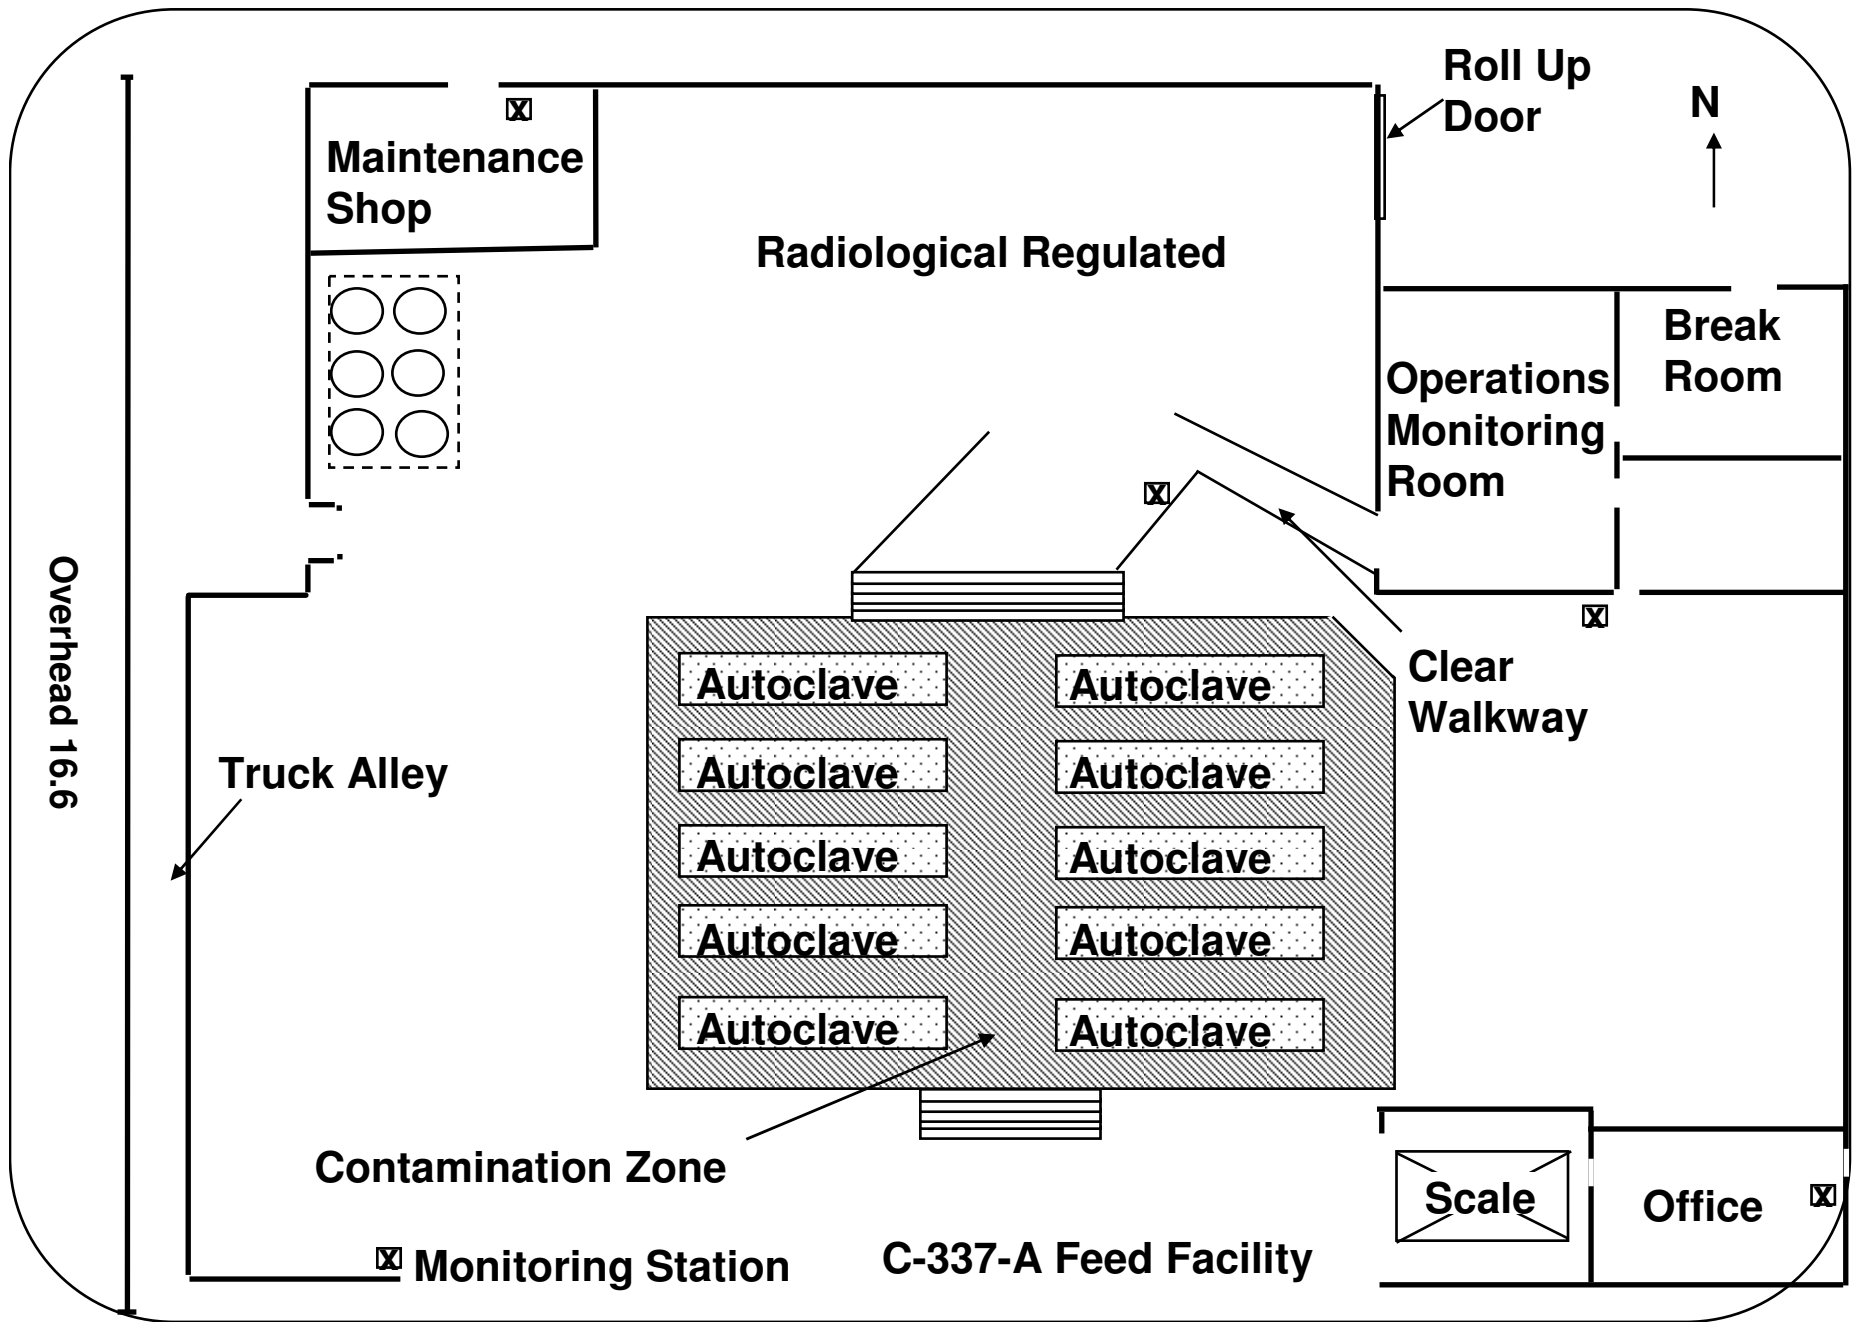 Roll Up
Door
N
X
Maintenance
Shop
Radiological Regulated
Break
Room
Operations
Monitoring
Room
X
X
Overhead 16.6
Clear
Walkway
Autoclave
Autoclave
Truck Alley
Autoclave
Autoclave
Autoclave
Autoclave
Autoclave
Autoclave
Autoclave
Autoclave
Contamination Zone
Scale
Office
X
X Monitoring Station
C-337-A Feed Facility